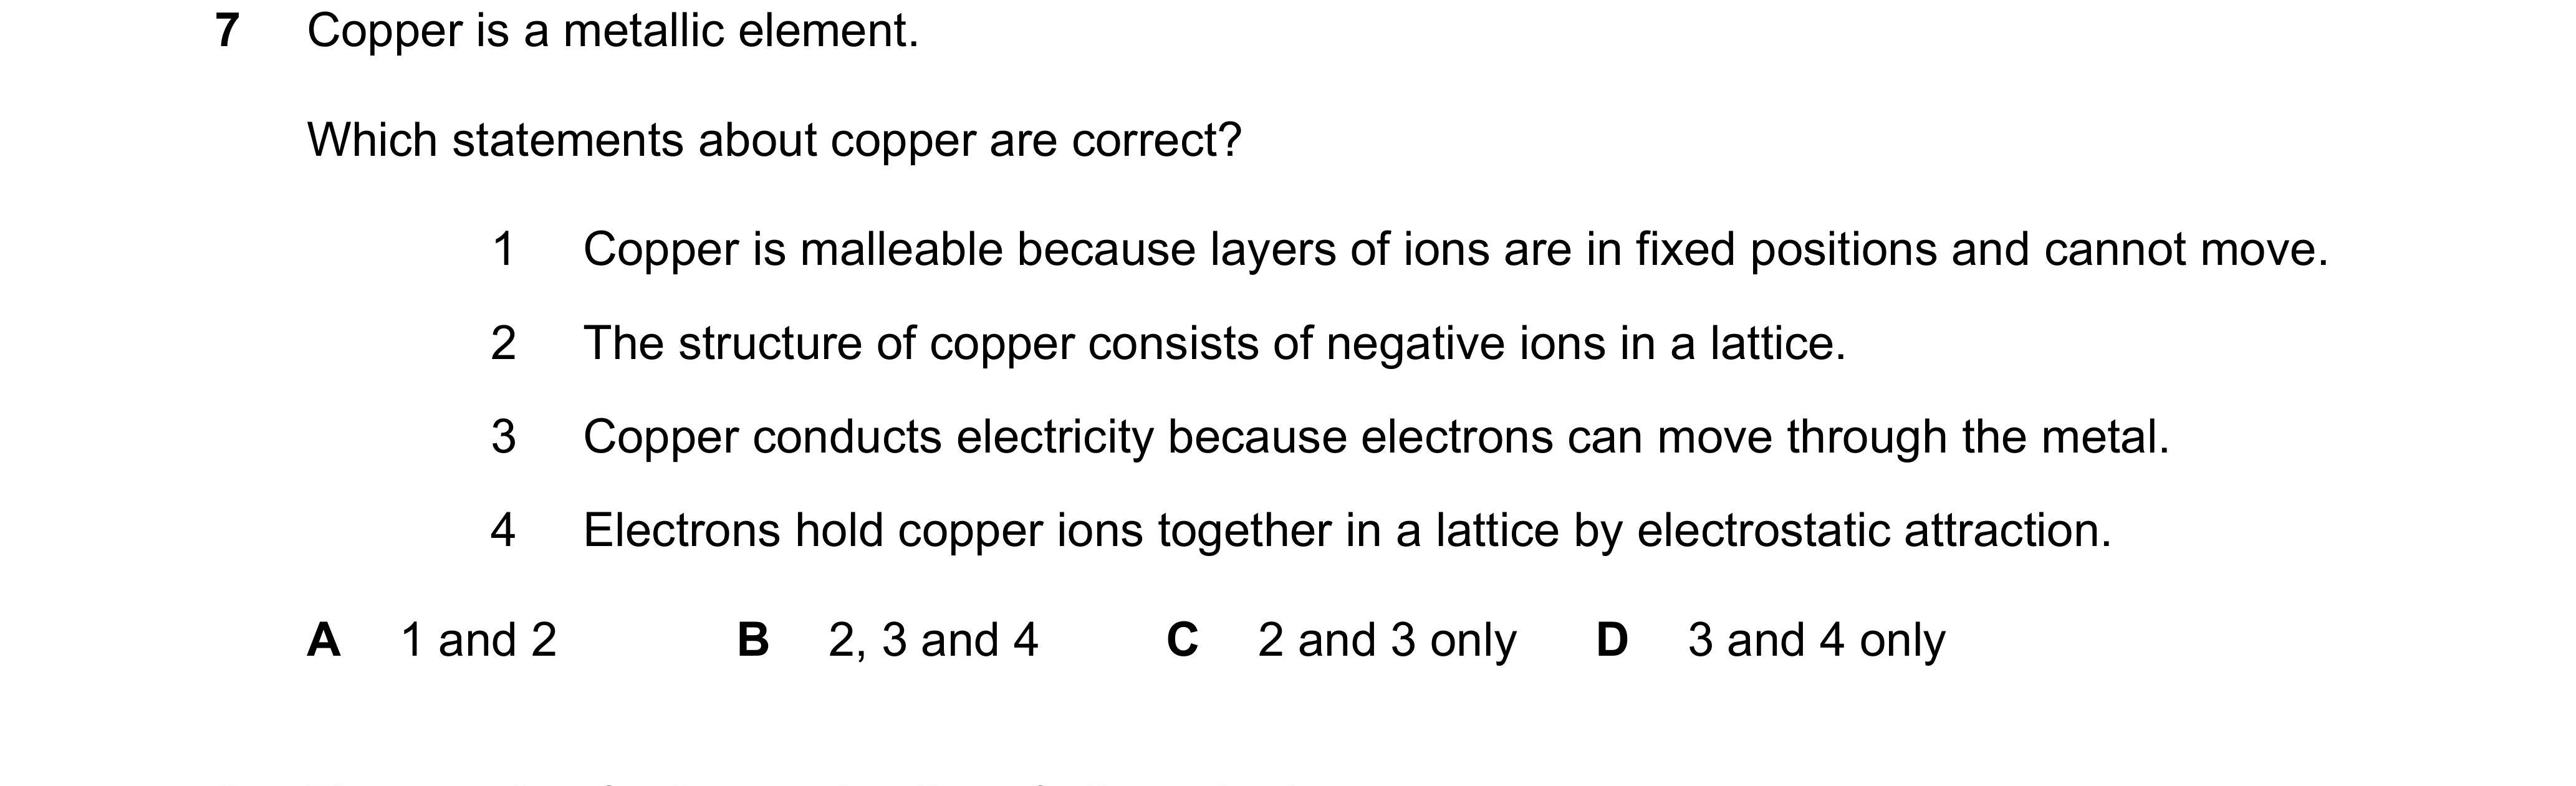 7 Copper is a metallic element.
Which statements about copper are correct?
1 Copper is malleable because layers of ions are in fixed positions and cannot move.
2 The structure of copper consists of negative ions in a lattice.
3 Copper conducts electricity because electrons can move through the metal.
4 Electrons hold copper ions together in a lattice by electrostatic attraction.
A 1 and 2 B 2, 3 and 4 C 2 and 3 only D 3 and 4 only